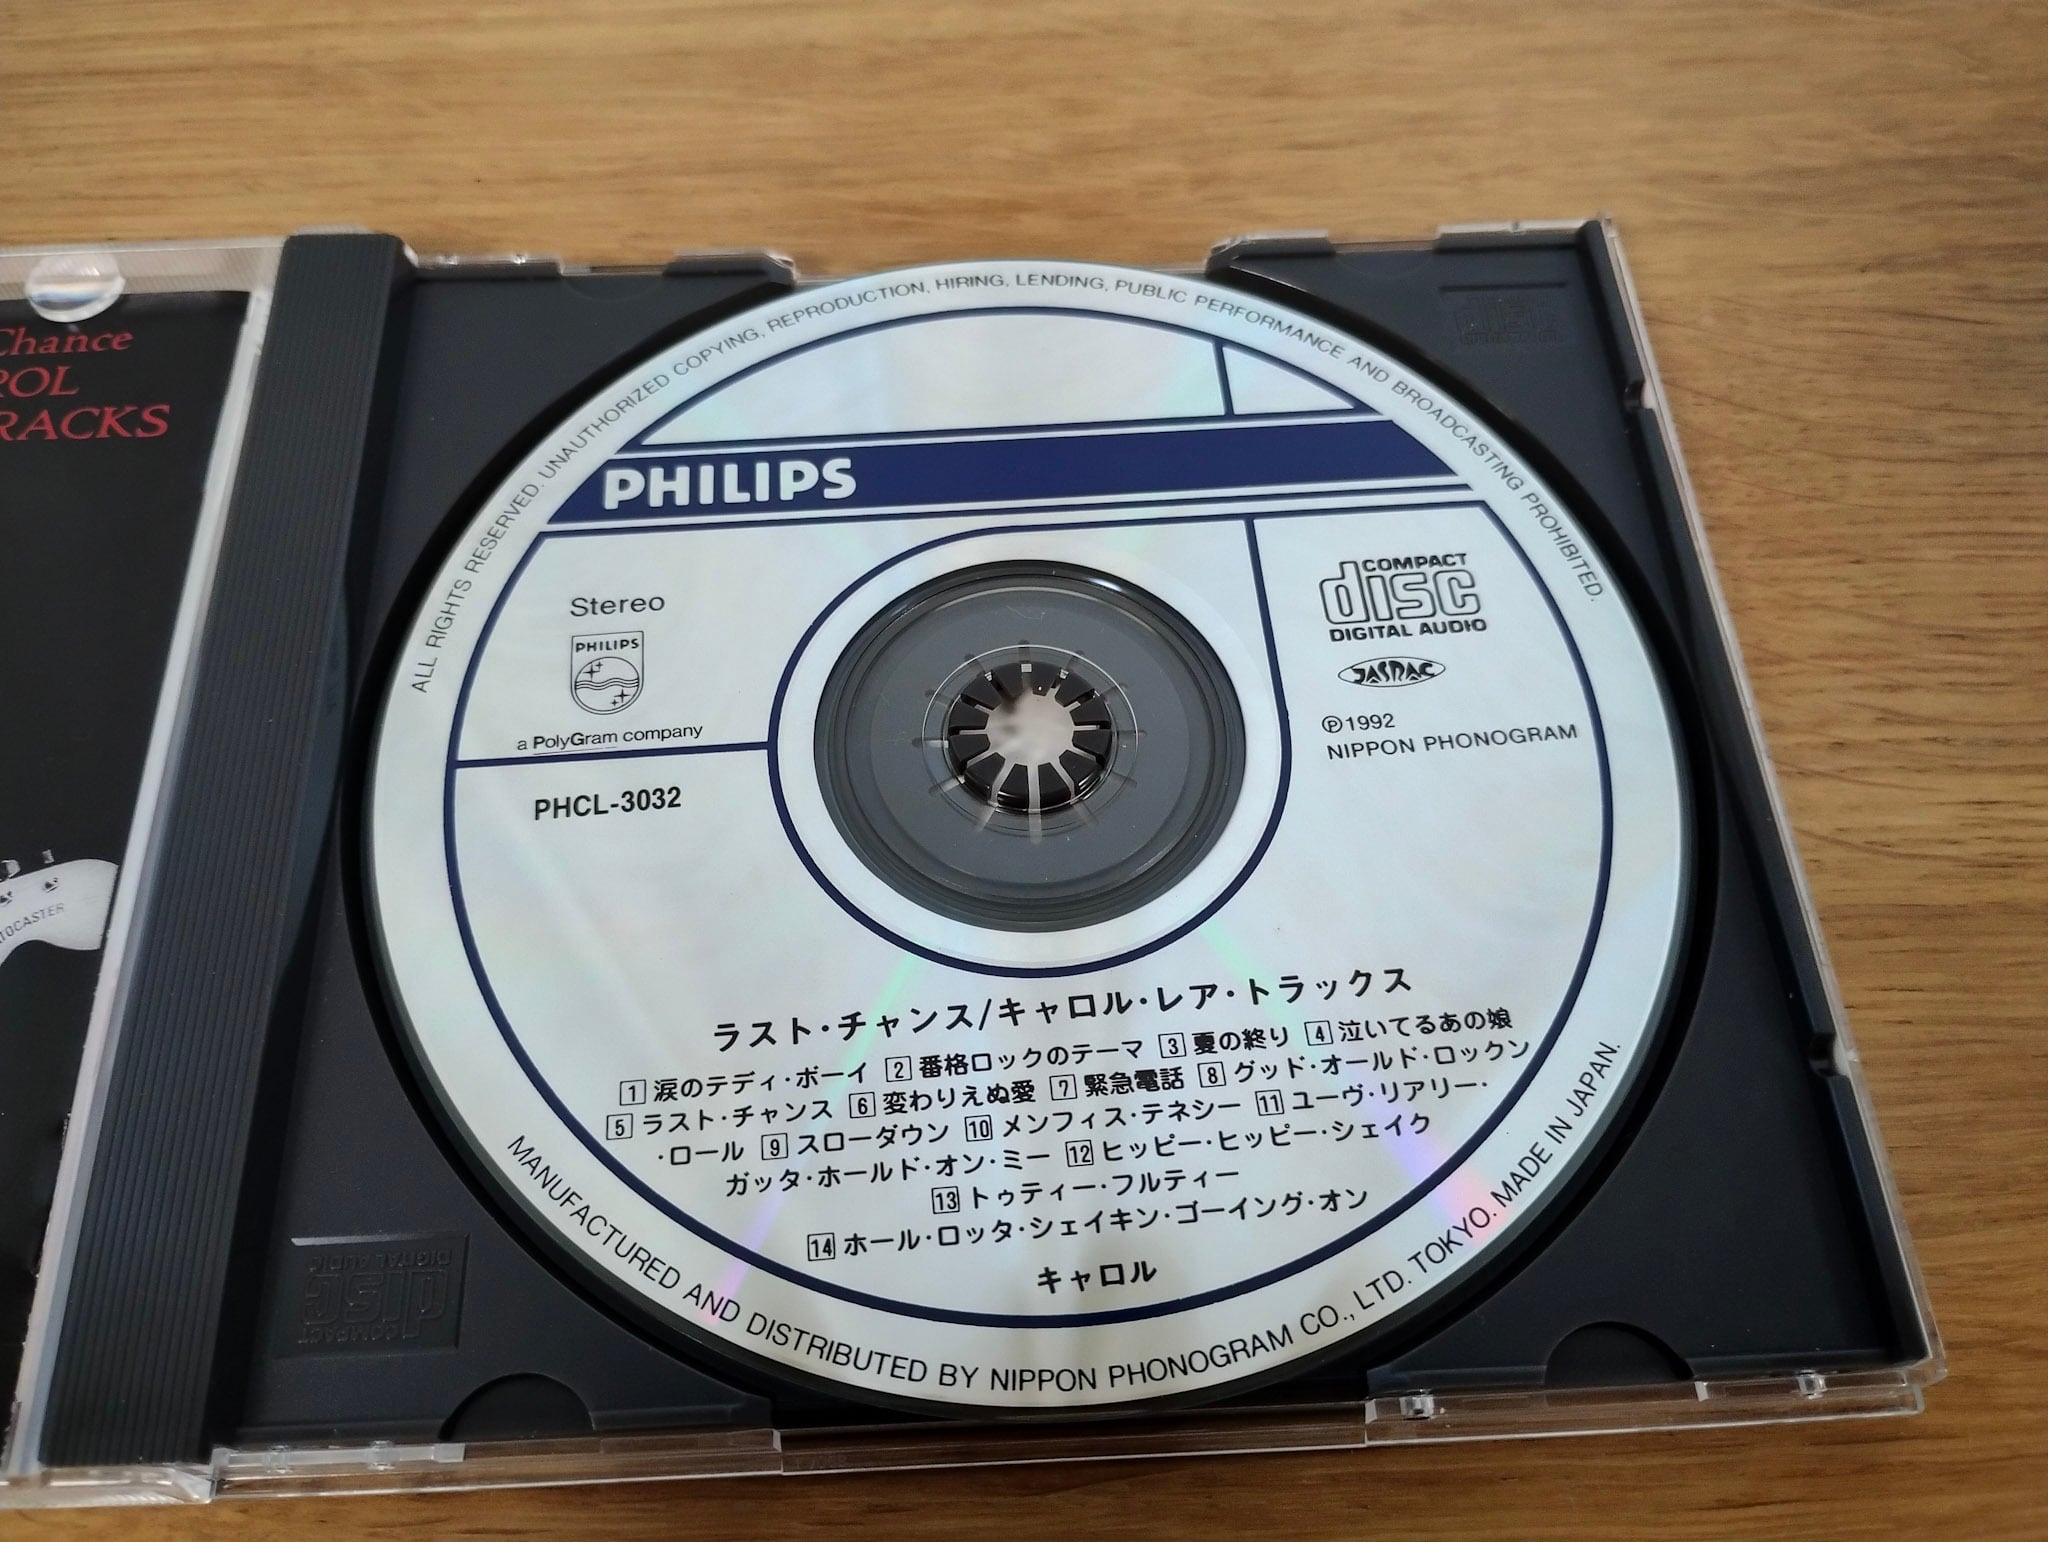 Chance
RACKS
TOCASTER
ALL RIGHTS RESERVED. UNAUTHORIZED COPYING, REPRODUCTION, HIRING, LENDING, PUBLIC PERFORMANCE AND BROADCASTING PROHIBITED.
PHILIPS
Stereo
PHILIPS
a PolyGram company
PHCL-3032
COMPACT
disc
DIGITAL AUDIO
JASRAC
℗1992
NIPPON PHONOGRAM
ラスト・チャンス/キャロル・レア・トラックス
1 涙のテディ・ボーイ 2 番格ロックのテーマ 3 夏の終り 4 泣いてるあの娘
5 ラスト・チャンス 6 変わりえぬ愛 7 緊急電話 8 グッド・オールド・ロックン
・ロール 9 スローダウン 10 メンフィス・テネシー 11 ユーヴ・リアリー・
ガッタ・ホールド・オン・ミー 12 ヒッピー・ヒッピー・シェイク
13 トゥティー・フルティー
14 ホール・ロッタ・シェイキン・ゴーイング・オン
キャロル
MANUFACTURED AND DISTRIBUTED BY NIPPON PHONOGRAM CO., LTD. TOKYO. MADE IN JAPAN.
COMPACT
disc
DIGITAL AUDIO